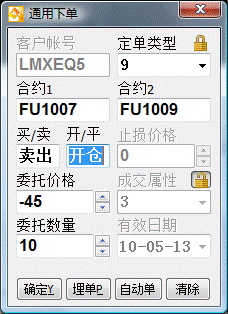 通用下单
客户帐号 定单类型
LMXEQ5 9
合约1 合约2
FU1007 FU1009
买/卖 开/平 止损价格
卖出 开仓 0
委托价格 成交属性
-45 3
委托数量 有效日期
10 10-05-13
确定Y 埋单P 自动单 清除